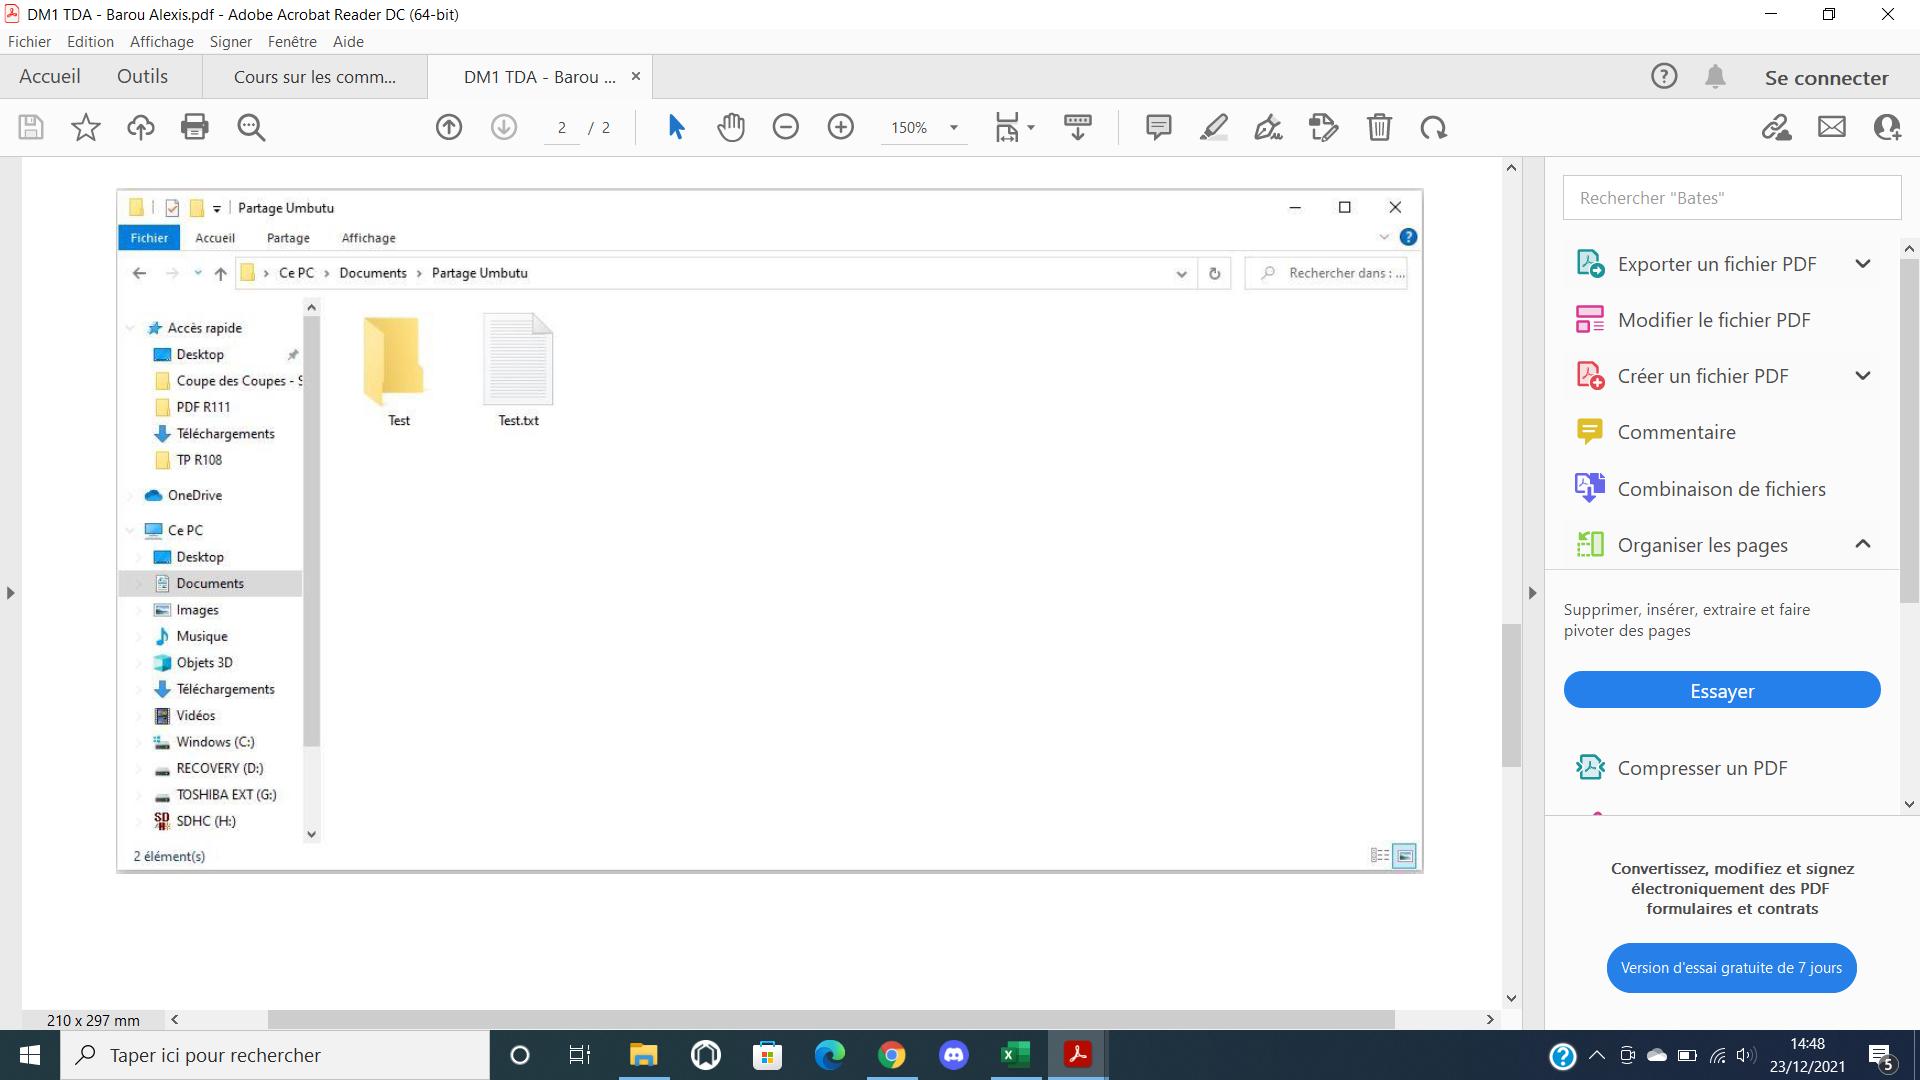 DM1 TDA - Barou Alexis.pdf - Adobe Acrobat Reader DC (64-bit)
Fichier Edition Affichage Signer Fenêtre Aide
Accueil Outils Cours sur les comm... DM1 TDA - Barou ... Se connecter
2 / 2 150%
Partage Umbutu
Fichier Accueil Partage Affichage
Ce PC Documents Partage Umbutu Rechercher dans : ...
Accès rapide
Desktop
Coupe des Coupes - S
PDF R111
Téléchargements
TP R108
OneDrive
Ce PC
Desktop
Documents
Images
Musique
Objets 3D
Téléchargements
Vidéos
Windows (C:)
RECOVERY (D:)
TOSHIBA EXT (G:)
SDHC (H:)
2 élément(s)
Test Test.txt
210 x 297 mm
Rechercher "Bates"
Exporter un fichier PDF
Modifier le fichier PDF
Créer un fichier PDF
Commentaire
Combinaison de fichiers
Organiser les pages
Supprimer, insérer, extraire et faire
pivoter des pages
Essayer
Compresser un PDF
Convertissez, modifiez et signez
électroniquement des PDF
formulaires et contrats
Version d'essai gratuite de 7 jours
Taper ici pour rechercher
14:48
23/12/2021
5